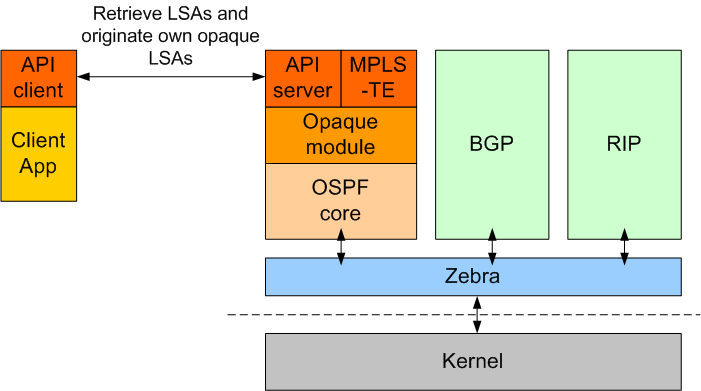 Retrieve LSAs and
originate own opaque
LSAs
API
client
Client
App
API
server
MPLS
-TE
Opaque
module
OSPF
core
BGP
RIP
Zebra
Kernel